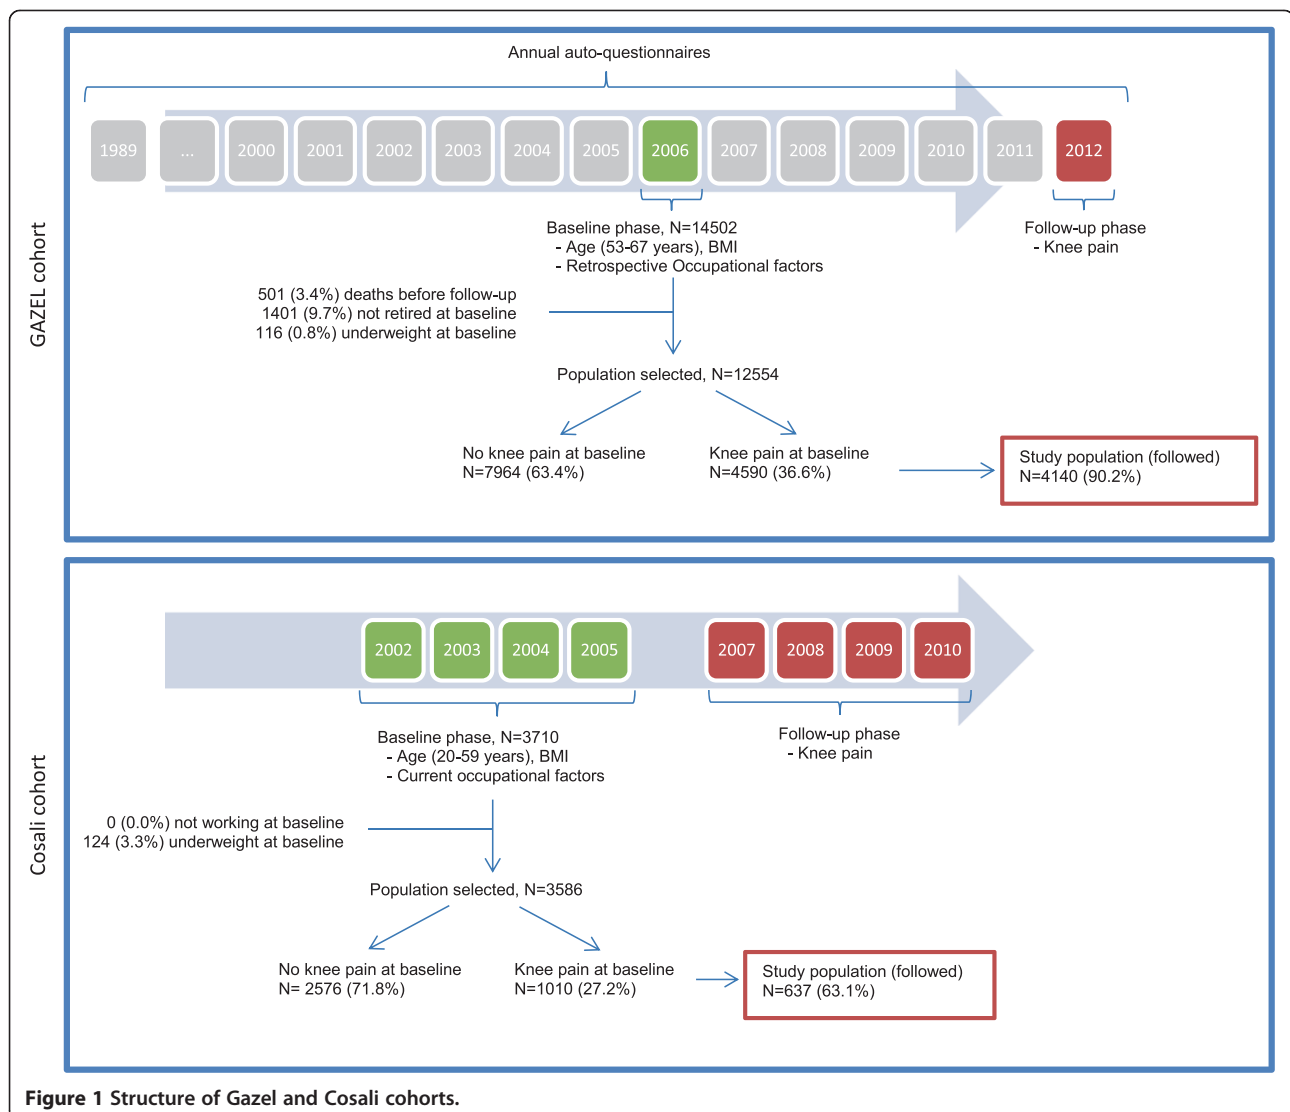 Annual auto-questionnaires
1989 ... 2000 2001 2002 2003 2004 2005 2006 2007 2008 2009 2010 2011 2012
GAZEL cohort
Baseline phase, N=14502
- Age (53-67 years), BMI
- Retrospective Occupational factors
Follow-up phase
- Knee pain
501 (3.4%) deaths before follow-up
1401 (9.7%) not retired at baseline
116 (0.8%) underweight at baseline
Population selected, N=12554
No knee pain at baseline
N=7964 (63.4%)
Knee pain at baseline
N=4590 (36.6%)
Study population (followed)
N=4140 (90.2%)
2002 2003 2004 2005 2007 2008 2009 2010
Cosali cohort
Baseline phase, N=3710
- Age (20-59 years), BMI
- Current occupational factors
Follow-up phase
- Knee pain
0 (0.0%) not working at baseline
124 (3.3%) underweight at baseline
Population selected, N=3586
No knee pain at baseline
N= 2576 (71.8%)
Knee pain at baseline
N=1010 (27.2%)
Study population (followed)
N=637 (63.1%)
Figure 1 Structure of Gazel and Cosali cohorts.